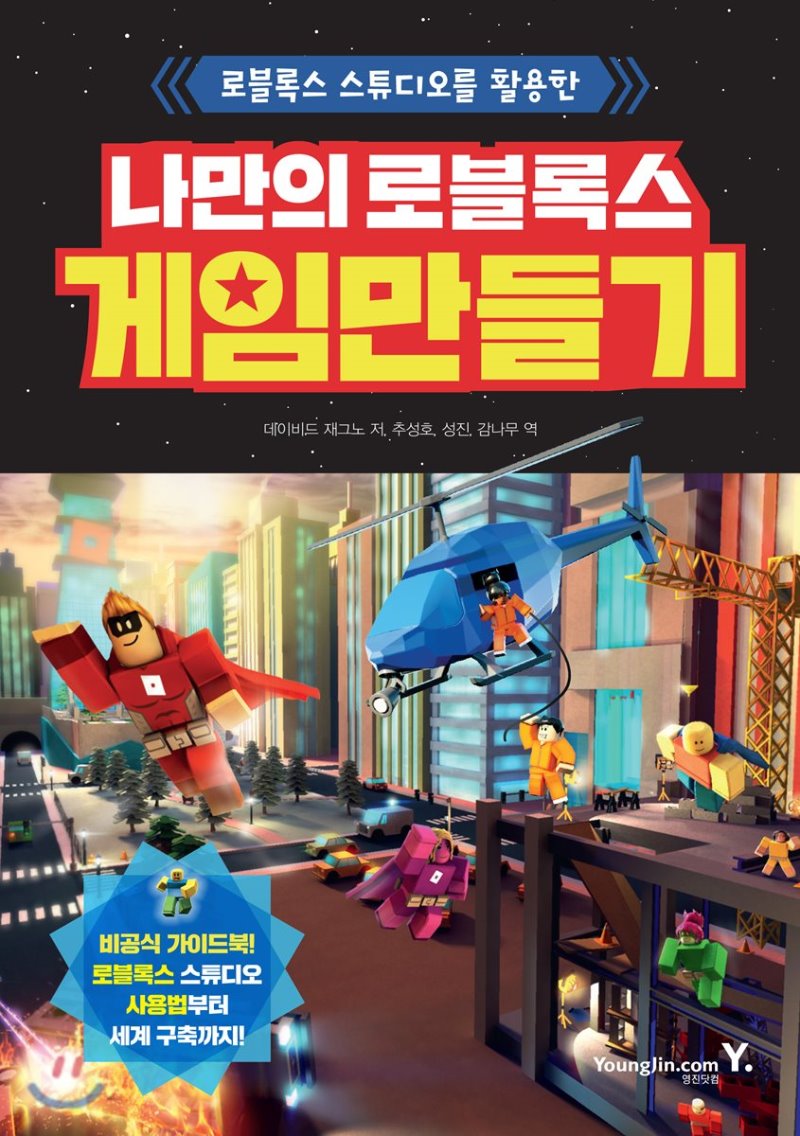 로블록스 스튜디오를 활용한
나만의 로블록스
게임만들기
데이비드 재그노 저, 추성호, 성진, 감나무 역
비공식 가이드북!
로블록스 스튜디오
사용법부터
세계 구축까지!
YoungJin.com Y.
영진닷컴